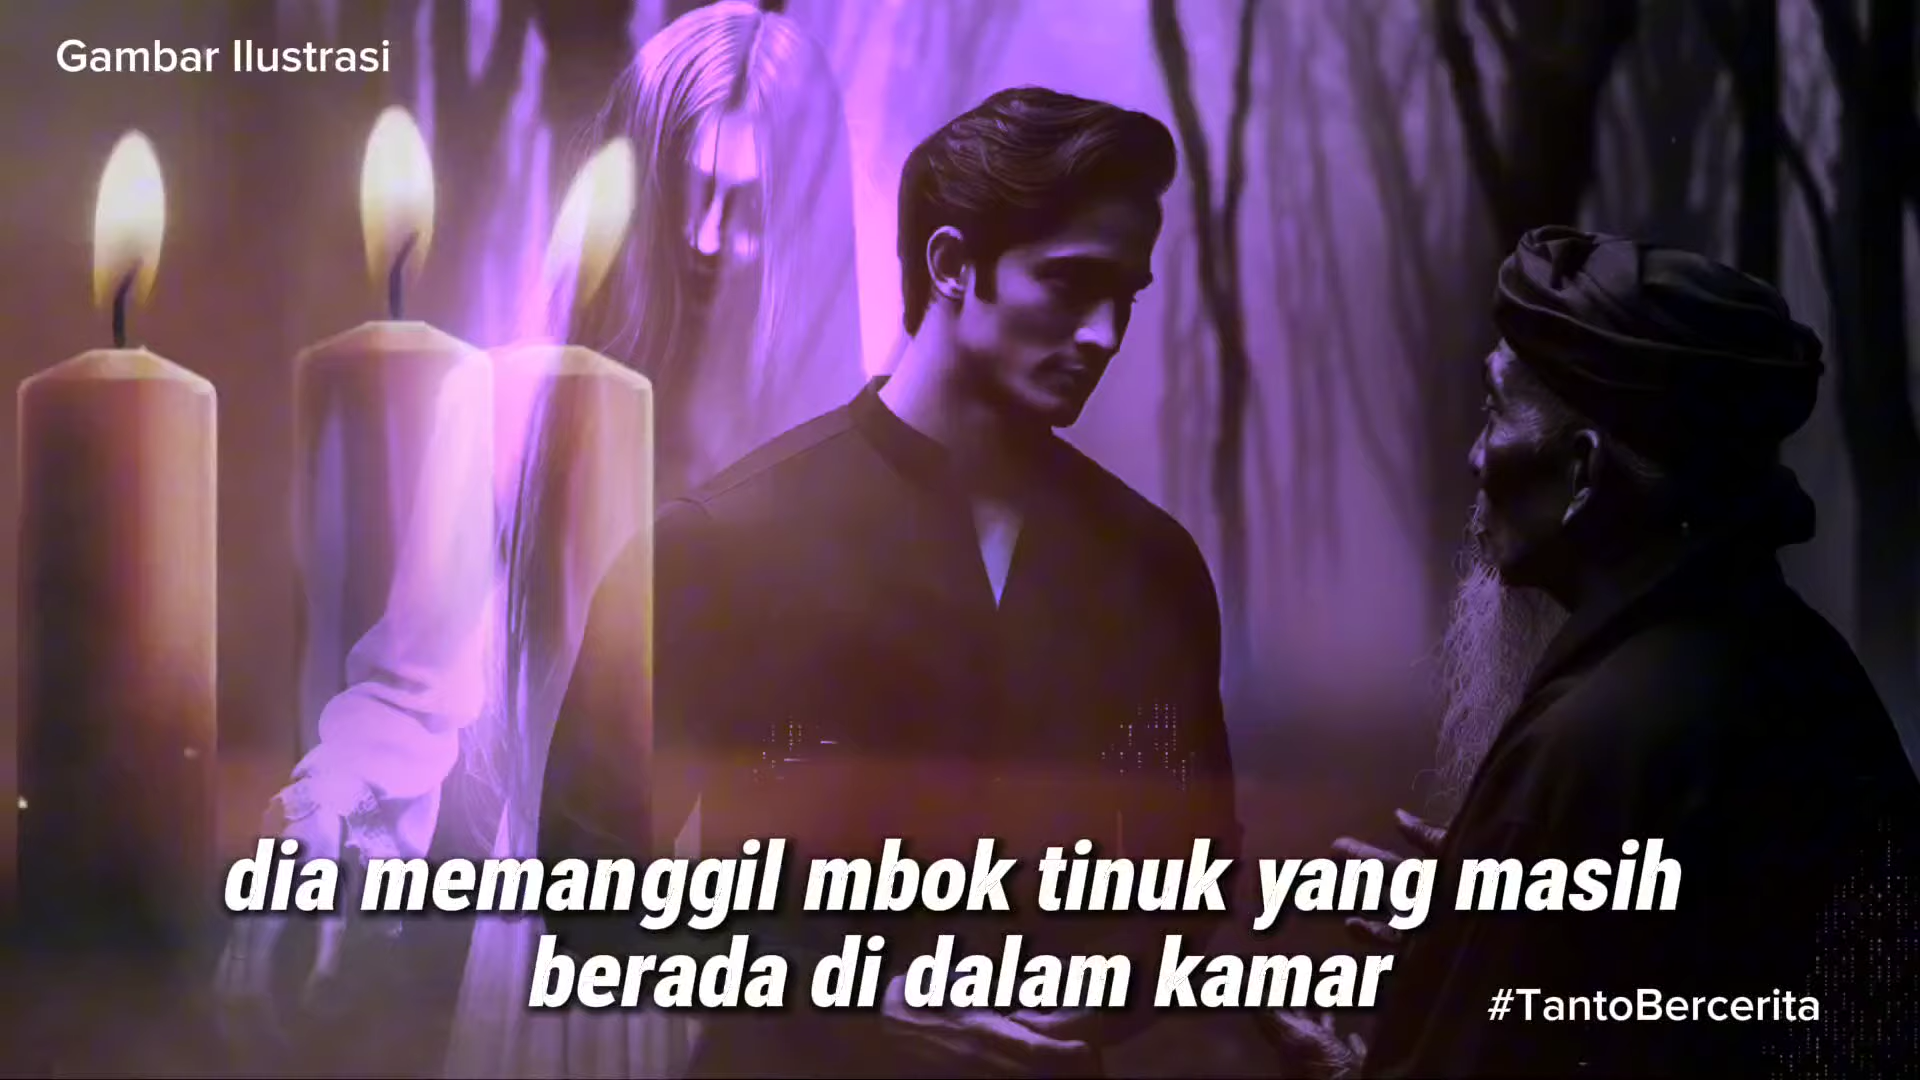 Gambar Ilustrasi
dia memanggil mbok tinuk yang masih
berada di dalam kamar
#TantoBercerita